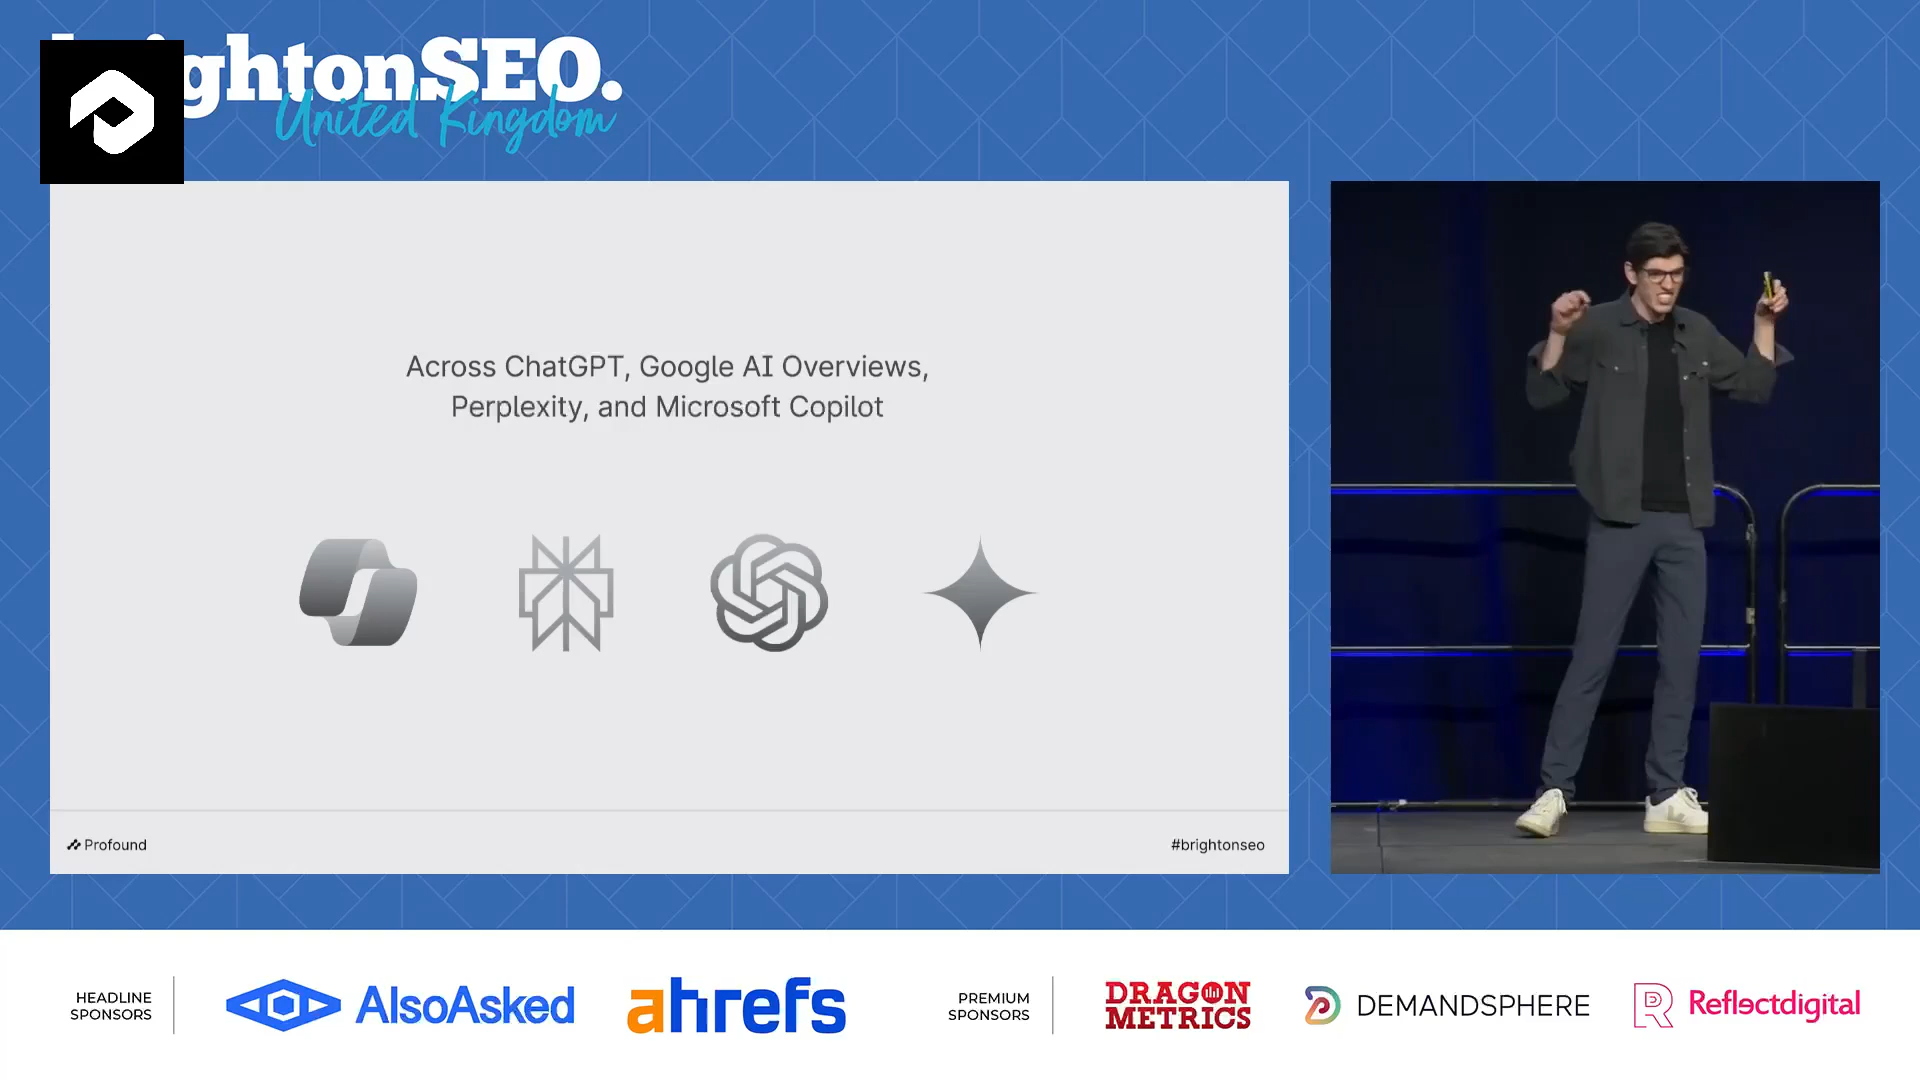 ghtonSEO.
United Kingdom
Across ChatGPT, Google AI Overviews,
Perplexity, and Microsoft Copilot
Profound
#brightonseo
HEADLINE
SPONSORS
AlsoAsked
ahrefs
PREMIUM
SPONSORS
DRAGON
METRICS
DEMANDSPHERE
Reflectdigital